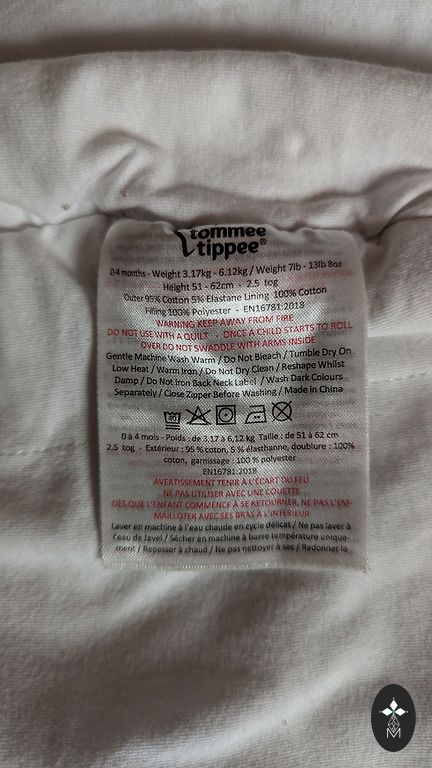 tommee
tippee®
0-4 months - Weight 3.17kg - 6.12kg / Weight 7lb - 13lb 8oz
Height 51 - 62cm - 2.5 tog
Outer 95% Cotton 5% Elastane Lining 100% Cotton
Filling 100% Polyester - EN16781:2018
WARNING KEEP AWAY FROM FIRE
DO NOT USE WITH A QUILT - ONCE A CHILD STARTS TO ROLL
OVER DO NOT SWADDLE WITH ARMS INSIDE
Gentle Machine Wash Warm / Do Not Bleach / Tumble Dry On
Low Heat / Warm Iron / Do Not Dry Clean / Reshape Whilst
Damp / Do Not Iron Back Neck Label / Wash Dark Colours
Separately / Close Zipper Before Washing / Made in China
0 à 4 mois - Poids : de 3,17 à 6,12 kg Taille : de 51 à 62 cm
2.5 tog - Extérieur : 95 % coton, 5 % élasthanne, doublure : 100%
coton, garnissage : 100 % polyester
EN16781:2018
AVERTISSEMENT TENIR À L'ÉCART DU FEU
NE PAS UTILISER AVEC UNE COUETTE
DÈS QUE L'ENFANT COMMENCE À SE RETOURNER, NE PAS L'EM-
MAILLOTER AVEC SES BRAS À L'INTÉRIEUR
Laver en machine à l'eau chaude en cycle délicat / Ne pas laver à
l'eau de Javel / Sécher en machine à basse température unique-
ment / Repasser à chaud / Ne pas nettoyer à sec / Redonner la